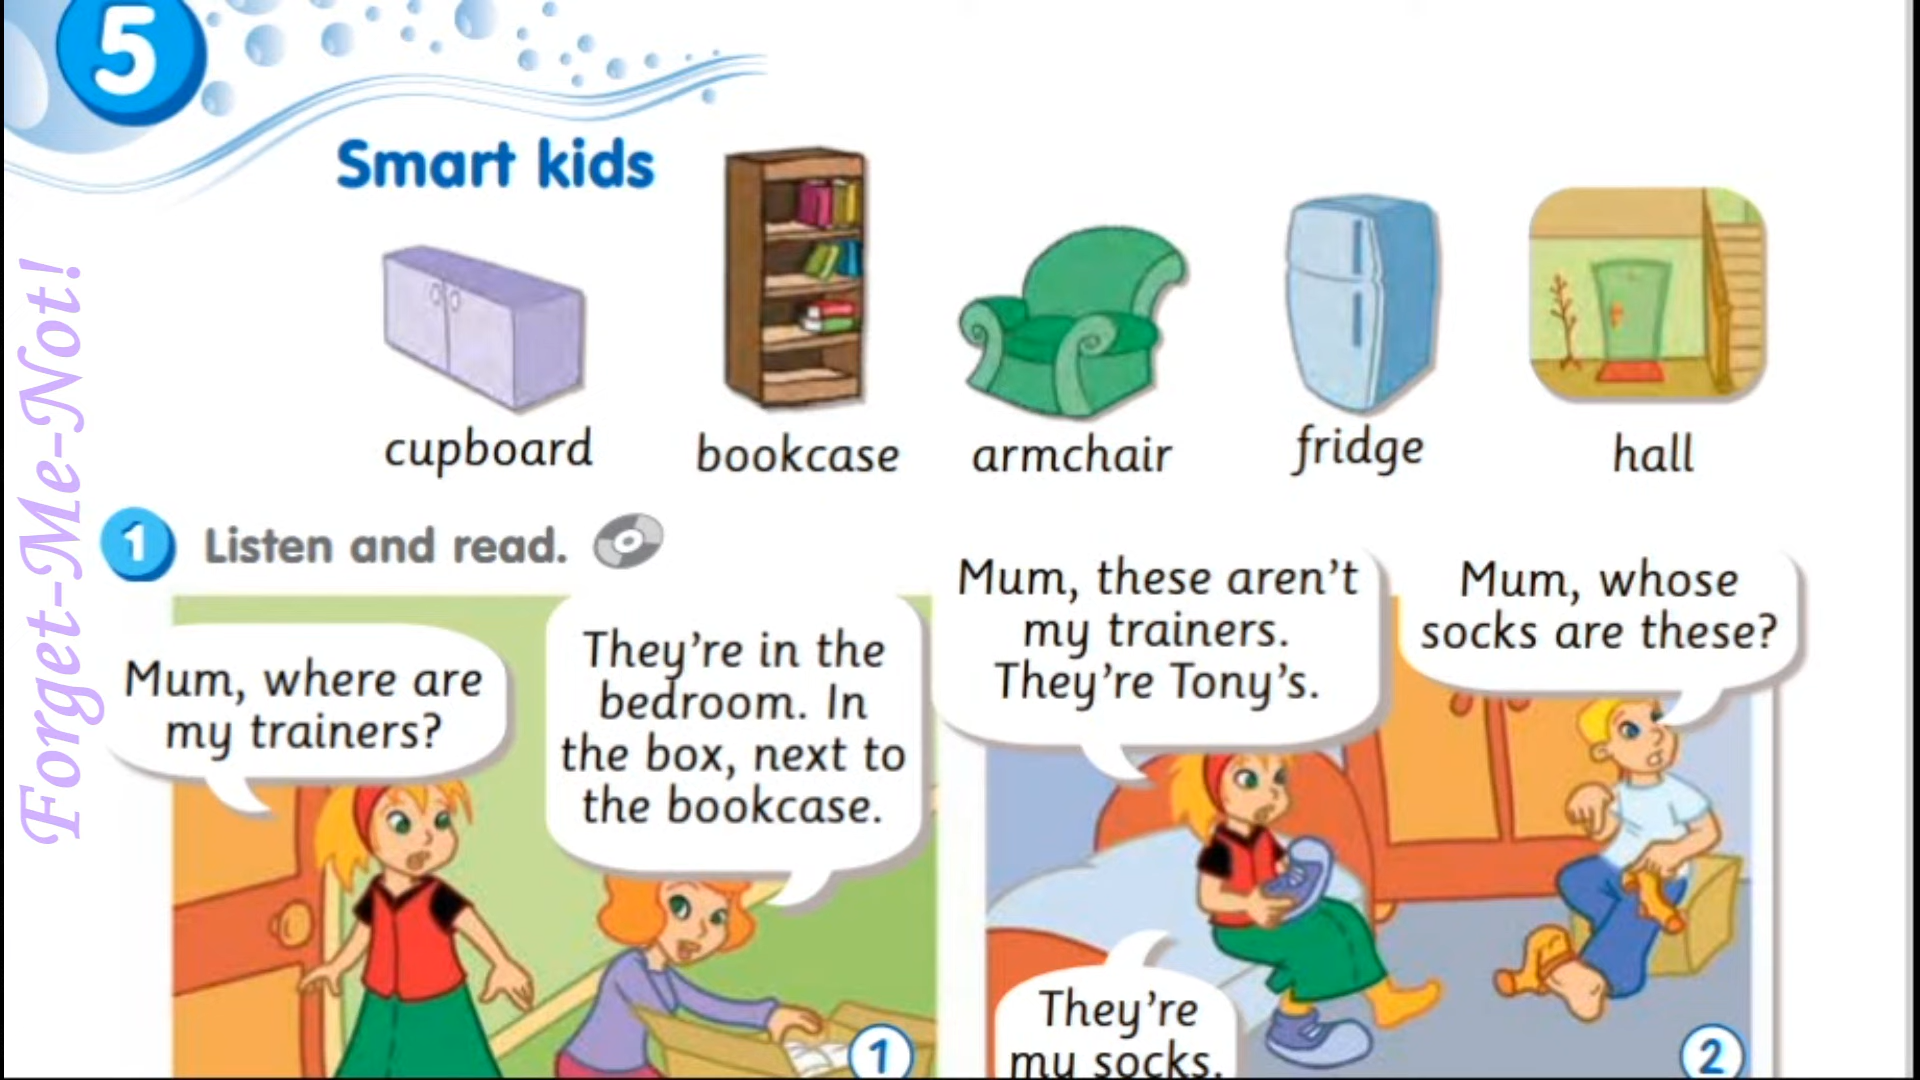 5
Smart kids
cupboard
bookcase
armchair
fridge
hall
Forget-Me-Not!
1 Listen and read.
Mum, where are
my trainers?
They're in the
bedroom. In
the box, next to
the bookcase.
1
Mum, these aren't
my trainers.
They're Tony's.
Mum, whose
socks are these?
They're
my socks.
2